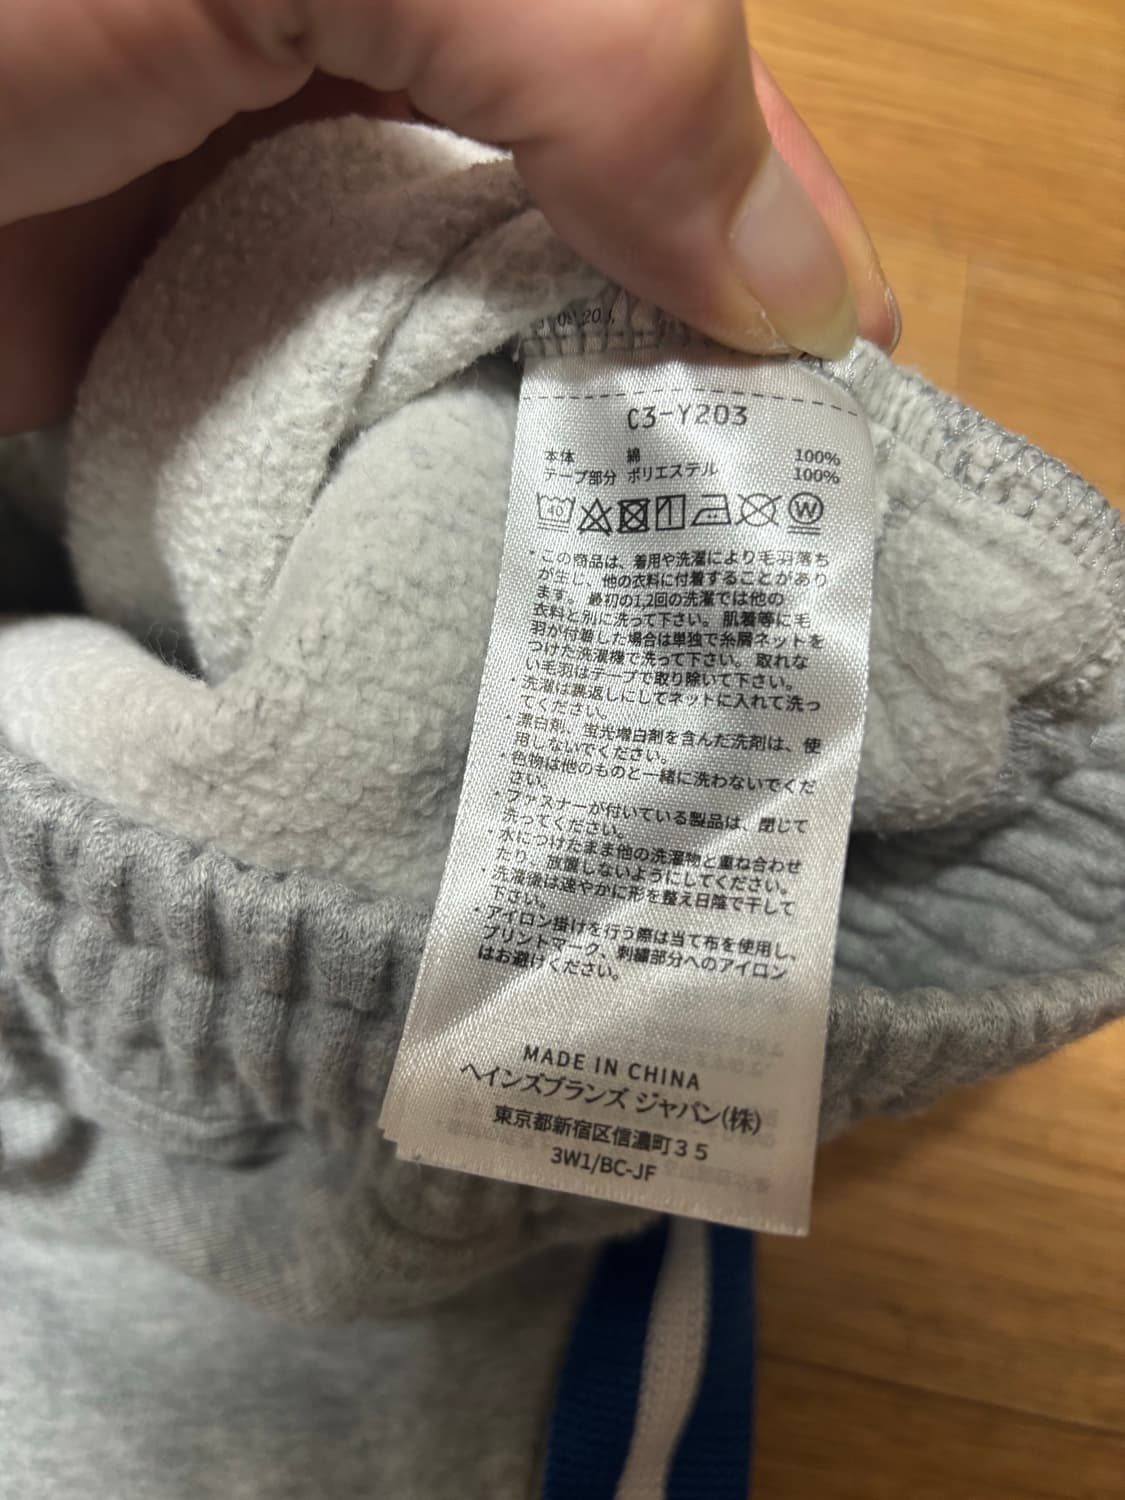 C3-Y203
本体 綿 100%
テープ部分 ポリエステル 100%
40
W
・この商品は、着用や洗濯により毛羽落ち
が生じ、他の衣料に付着することがあり
ます。最初の1,2回の洗濯では他の
衣料と別に洗って下さい。肌着等に毛
羽が付着した場合は単独で糸屑ネットを
つけた洗濯機で洗って下さい。取れな
い毛羽はテープで取り除いて下さい。
・洗濯は裏返しにしてネットに入れて洗っ
てください。
・漂白剤、蛍光増白剤を含んだ洗剤は、使
用しないでください。
・色物は他のものと一緒に洗わないでくだ
さい。
・ファスナーが付いている製品は、閉じて
洗ってください。
・水につけたまま他の洗濯物と重ね合わせ
たり、放置しないようにしてください。
・洗濯後は速やかに形を整え日陰で干して
下さい。
・アイロン掛けを行う際は当て布を使用し、
プリントマーク、刺繍部分へのアイロン
はお避けください。
MADE IN CHINA
ヘインズブランズ ジャパン(株)
東京都新宿区信濃町35
3W1/BC-JF